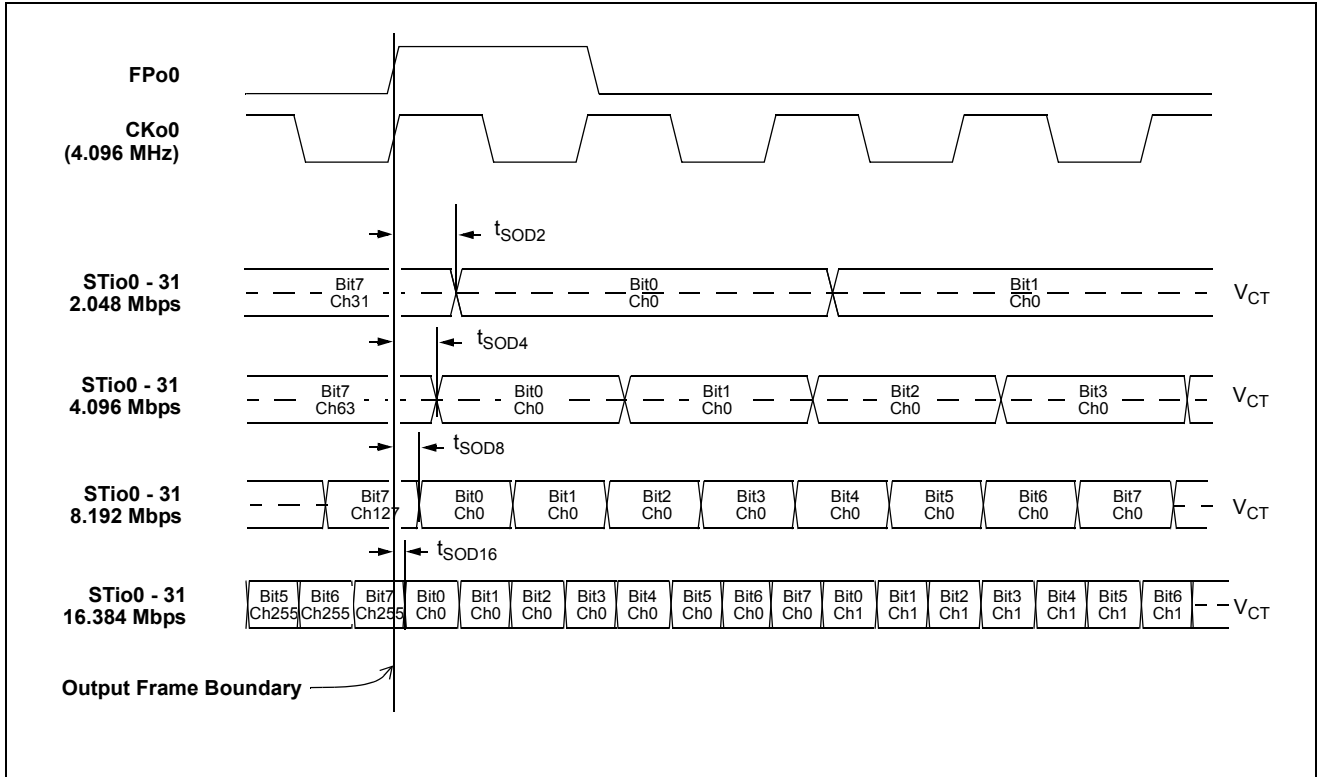 FPo0
CKo0
(4.096 MHz)
tSOD2
STio0 - 31
2.048 Mbps
Bit7
Ch31
Bit0
Ch0
Bit1
Ch0
VCT
tSOD4
STio0 - 31
4.096 Mbps
Bit7
Ch63
Bit0
Ch0
Bit1
Ch0
Bit2
Ch0
Bit3
Ch0
VCT
tSOD8
STio0 - 31
8.192 Mbps
Bit7
Ch127
Bit0
Ch0
Bit1
Ch0
Bit2
Ch0
Bit3
Ch0
Bit4
Ch0
Bit5
Ch0
Bit6
Ch0
Bit7
Ch0
VCT
tSOD16
STio0 - 31
16.384 Mbps
Bit5
Ch255
Bit6
Ch255
Bit7
Ch255
Bit0
Ch0
Bit1
Ch0
Bit2
Ch0
Bit3
Ch0
Bit4
Ch0
Bit5
Ch0
Bit6
Ch0
Bit7
Ch0
Bit0
Ch1
Bit1
Ch1
Bit2
Ch1
Bit3
Ch1
Bit4
Ch1
Bit5
Ch1
Bit6
Ch1
VCT
Output Frame Boundary